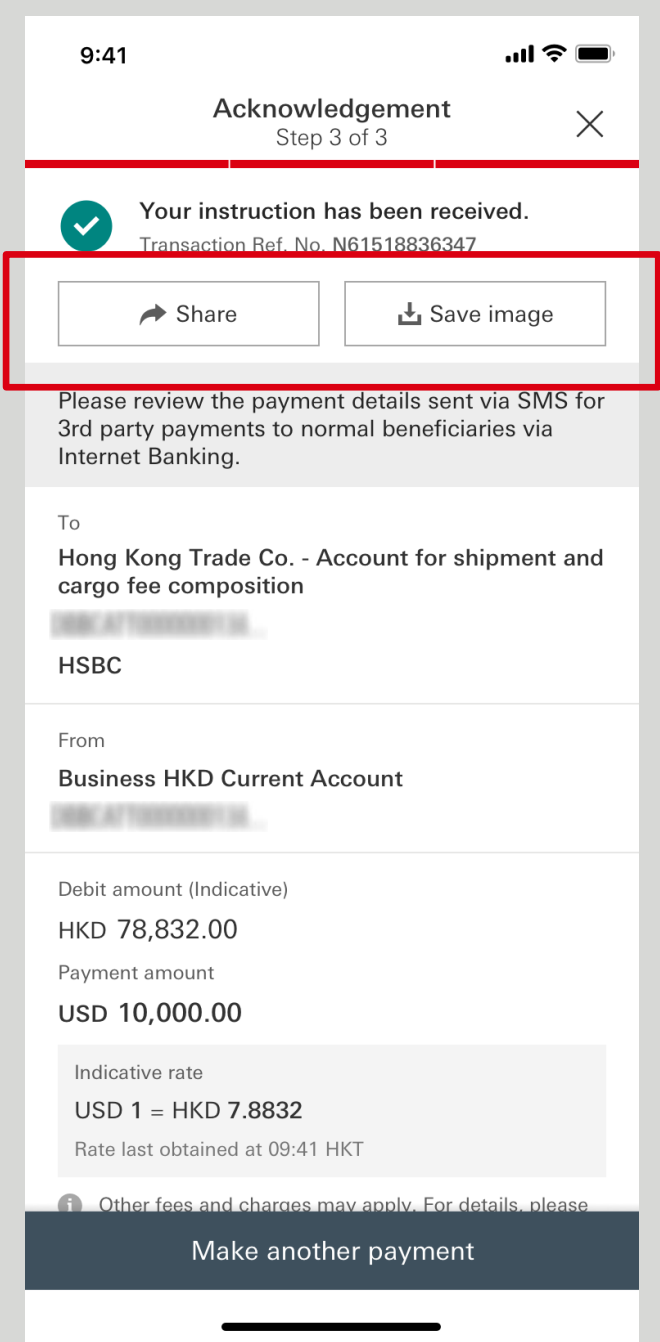 9:41
Acknowledgement
Step 3 of 3
Your instruction has been received.
Transaction Ref. No. N61518836347
Share
Save image
Please review the payment details sent via SMS for
3rd party payments to normal beneficiaries via
Internet Banking.
To
Hong Kong Trade Co. - Account for shipment and
cargo fee composition
HSBC
From
Business HKD Current Account
Debit amount (Indicative)
HKD 78,832.00
Payment amount
USD 10,000.00
Indicative rate
USD 1 = HKD 7.8832
Rate last obtained at 09:41 HKT
Other fees and charges may apply. For details, please
Make another payment